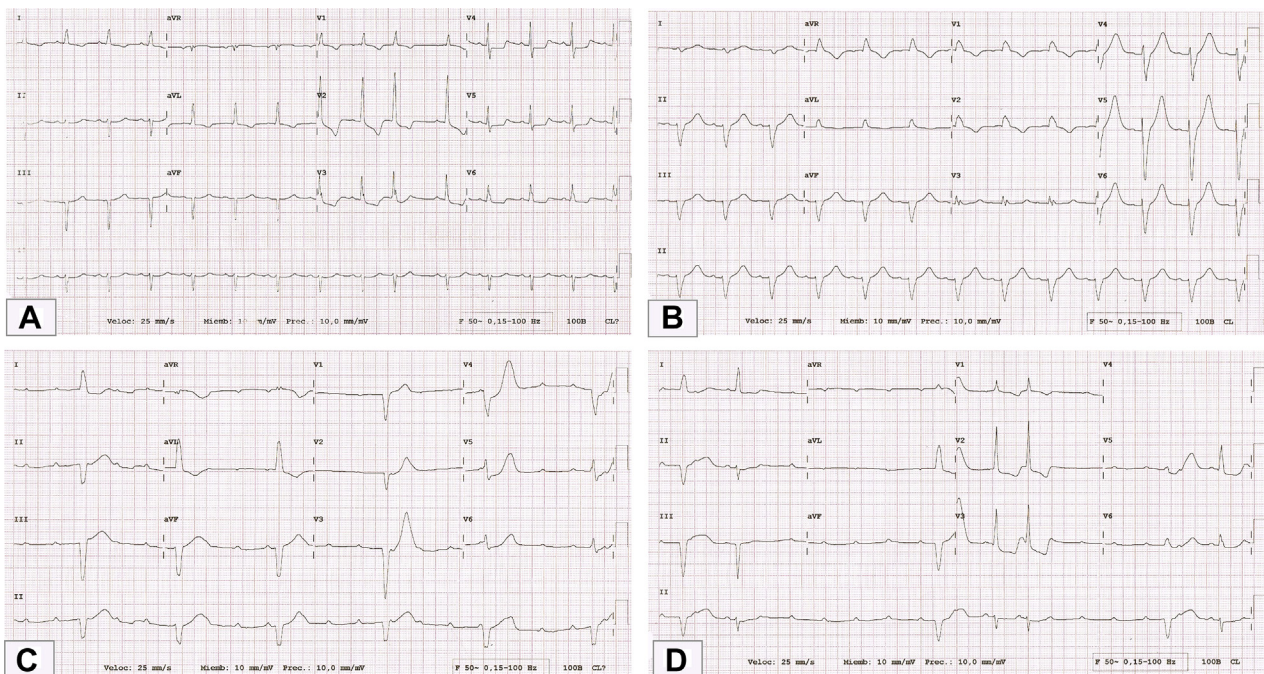 I aVR V1 V4
aVL V2 V5
III aVF V3 V6
A
Veloc: 25 mm/s Miemb: Prec.: 10,0 mm/mV F 50~ 0,15-100 Hz 100B CL?
I aVR V1 V4
II aVL V2 V5
III aVF V3 V6
II
B
Veloc: 25 mm/s Miemb: 10 mm/mV Prec.: 10,0 mm/mV F 50~ 0,15-100 Hz 100B CL
I aVR V1 V4
II aVL V2 V5
III aVF V3 V6
II
C
Veloc: 25 mm/s Miemb: 10 mm/mV Prec.: 10,0 mm/mV F 50~ 0,15-100 Hz 100B CL?
I aVR V1 V4
II aVL V2 V5
III aVF V3 V6
II
D
Veloc: 25 mm/s Miemb: 10 mm/mV Prec.: 10,0 mm/mV F 50~ 0,15-100 Hz 100B CL